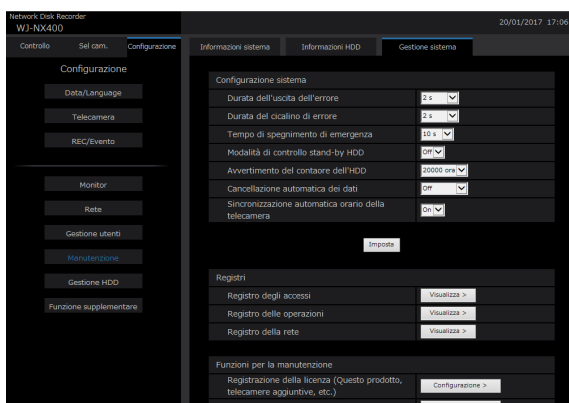 Network Disk Recorder
WJ-NX400
20/01/2017 17:06
Controllo
Sel cam.
Configurazione
Informazioni sistema
Informazioni HDD
Gestione sistema
Configurazione
Data/Language
Telecamera
REC/Evento
Monitor
Rete
Gestione utenti
Manutenzione
Gestione HDD
Funzione supplementare
Configurazione sistema
Durata dell'uscita dell'errore
2 s
Durata del cicalino di errore
2 s
Tempo di spegnimento di emergenza
10 s
Modalità di controllo stand-by HDD
Off
Avvertimento del contaore dell'HDD
20000 ora
Cancellazione automatica dei dati
Off
Sincronizzazione automatica orario della
telecamera
On
Imposta
Registri
Registro degli accessi
Visualizza >
Registro delle operazioni
Visualizza >
Registro della rete
Visualizza >
Funzioni per la manutenzione
Registrazione della licenza (Questo prodotto,
telecamere aggiuntive, etc.)
Configurazione >